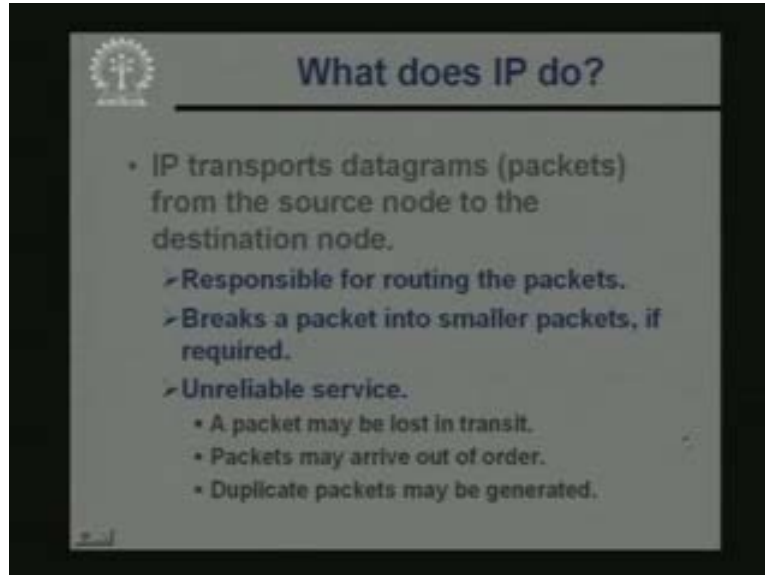 What does IP do?
• IP transports datagrams (packets)
from the source node to the
destination node.
➢Responsible for routing the packets.
➢Breaks a packet into smaller packets, if
required.
➢Unreliable service.
▪ A packet may be lost in transit.
▪ Packets may arrive out of order.
▪ Duplicate packets may be generated.